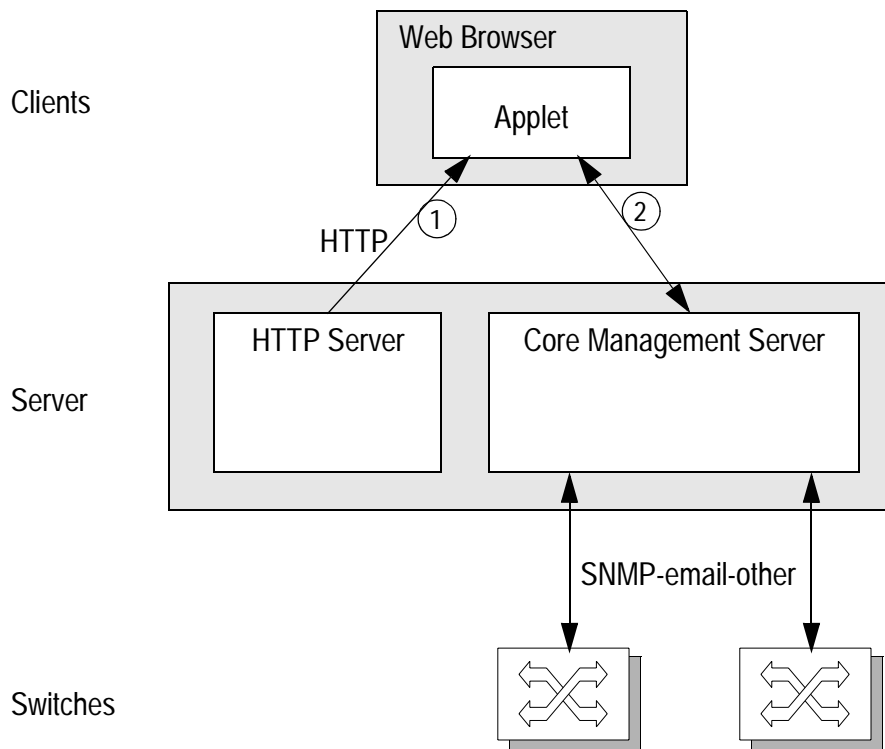 Web Browser
Clients
Applet
1
2
HTTP
HTTP Server
Core Management Server
Server
SNMP-email-other
Switches